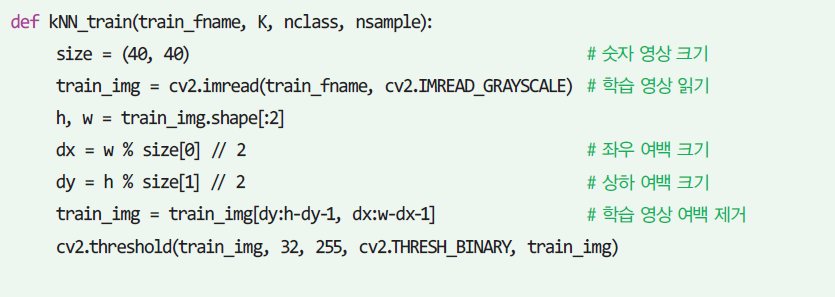 def kNN_train(train_fname, K, nclass, nsample):
size = (40, 40) # 숫자 영상 크기
train_img = cv2.imread(train_fname, cv2.IMREAD_GRAYSCALE) # 학습 영상 읽기
h, w = train_img.shape[:2]
dx = w % size[0] // 2 # 좌우 여백 크기
dy = h % size[1] // 2 # 상하 여백 크기
train_img = train_img[dy:h-dy-1, dx:w-dx-1] # 학습 영상 여백 제거
cv2.threshold(train_img, 32, 255, cv2.THRESH_BINARY, train_img)